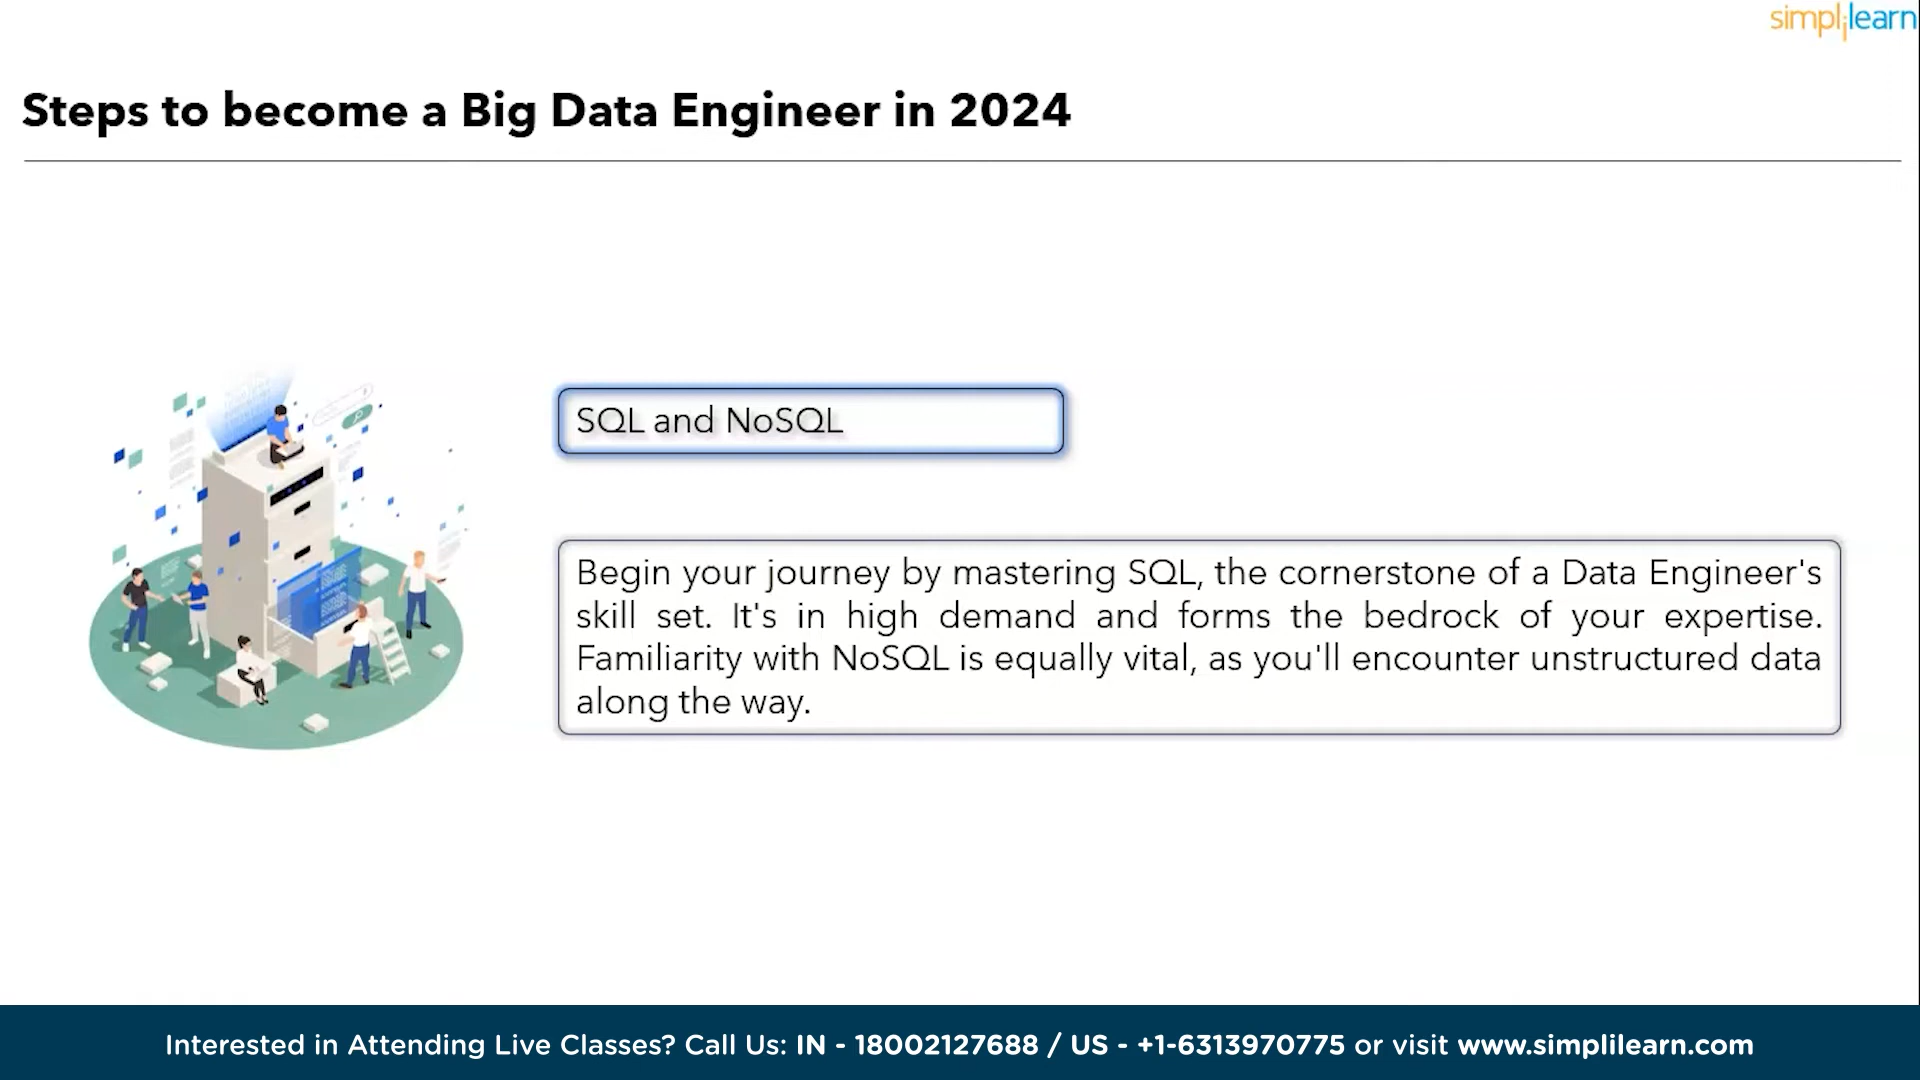 simplilearn
Steps to become a Big Data Engineer in 2024
SQL and NoSQL
Begin your journey by mastering SQL, the cornerstone of a Data Engineer's
skill set. It's in high demand and forms the bedrock of your expertise.
Familiarity with NoSQL is equally vital, as you'll encounter unstructured data
along the way.
Interested in Attending Live Classes? Call Us: IN - 18002127688 / US - +1-6313970775 or visit www.simplilearn.com